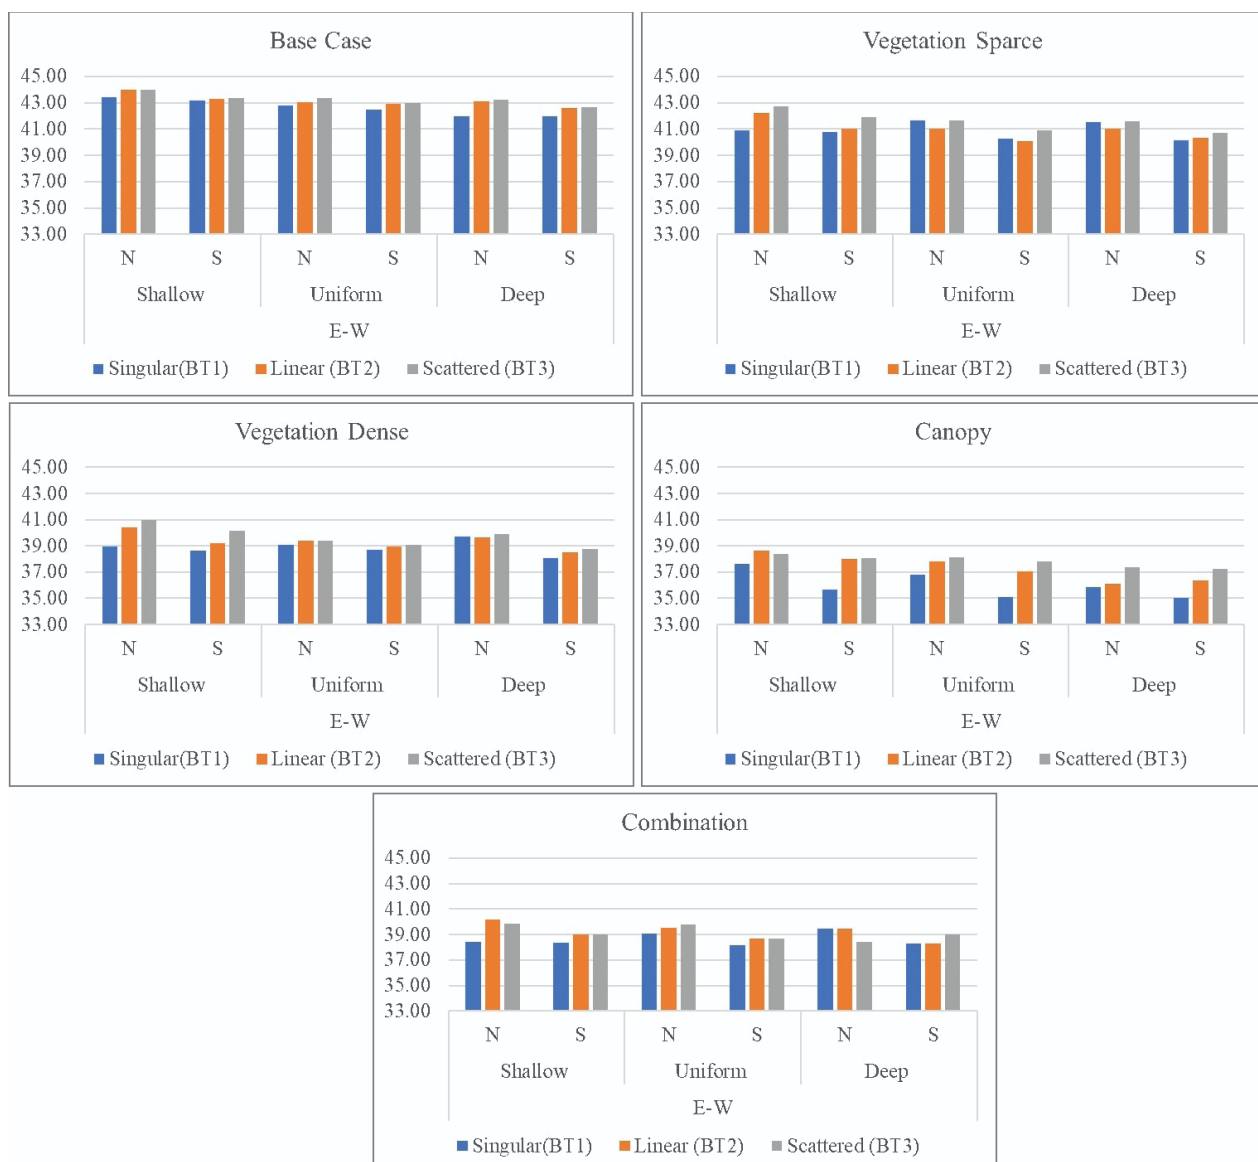 Base Case
45.00
43.00
41.00
39.00
37.00
35.00
33.00
N S N S N S
Shallow Uniform Deep
E-W
Singular(BT1) Linear (BT2) Scattered (BT3)
Vegetation Sparce
45.00
43.00
41.00
39.00
37.00
35.00
33.00
N S N S N S
Shallow Uniform Deep
E-W
Singular(BT1) Linear (BT2) Scattered (BT3)
Vegetation Dense
45.00
43.00
41.00
39.00
37.00
35.00
33.00
N S N S N S
Shallow Uniform Deep
E-W
Singular(BT1) Linear (BT2) Scattered (BT3)
Canopy
45.00
43.00
41.00
39.00
37.00
35.00
33.00
N S N S N S
Shallow Uniform Deep
E-W
Singular(BT1) Linear (BT2) Scattered (BT3)
Combination
45.00
43.00
41.00
39.00
37.00
35.00
33.00
N S N S N S
Shallow Uniform Deep
E-W
Singular(BT1) Linear (BT2) Scattered (BT3)